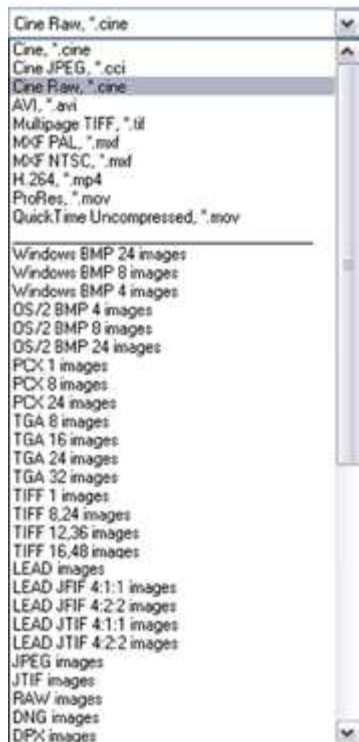 Cine Raw, *.cine
Cine, *.cine
Cine JPEG, *.cci
Cine Raw, *.cine
AVI, *.avi
Multipage TIFF, *.tif
MXF PAL, *.mxf
MXF NTSC, *.mxf
H.264, *.mp4
ProRes, *.mov
QuickTime Uncompressed, *.mov
Windows BMP 24 images
Windows BMP 8 images
Windows BMP 4 images
OS/2 BMP 4 images
OS/2 BMP 8 images
OS/2 BMP 24 images
PCX 1 images
PCX 8 images
PCX 24 images
TGA 8 images
TGA 16 images
TGA 24 images
TGA 32 images
TIFF 1 images
TIFF 8,24 images
TIFF 12,36 images
TIFF 16,48 images
LEAD images
LEAD JFIF 4:1:1 images
LEAD JFIF 4:2:2 images
LEAD JTIF 4:1:1 images
LEAD JTIF 4:2:2 images
JPEG images
JTIF images
RAW images
DNG images
DPX images